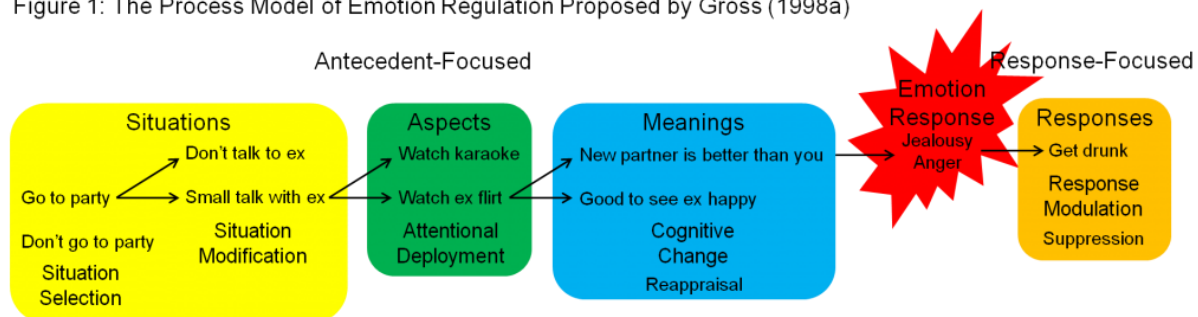 Figure 1: The Process Model of Emotion Regulation Proposed by Gross (1998a)
Antecedent-Focused
Response-Focused
Situations
Don't talk to ex
Go to party
Small talk with ex
Don't go to party
Situation
Modification
Situation
Selection
Aspects
Watch karaoke
Watch ex flirt
Attentional
Deployment
Meanings
New partner is better than you
Good to see ex happy
Cognitive
Change
Reappraisal
Emotion
Response
Jealousy
Anger
Responses
Get drunk
Response
Modulation
Suppression